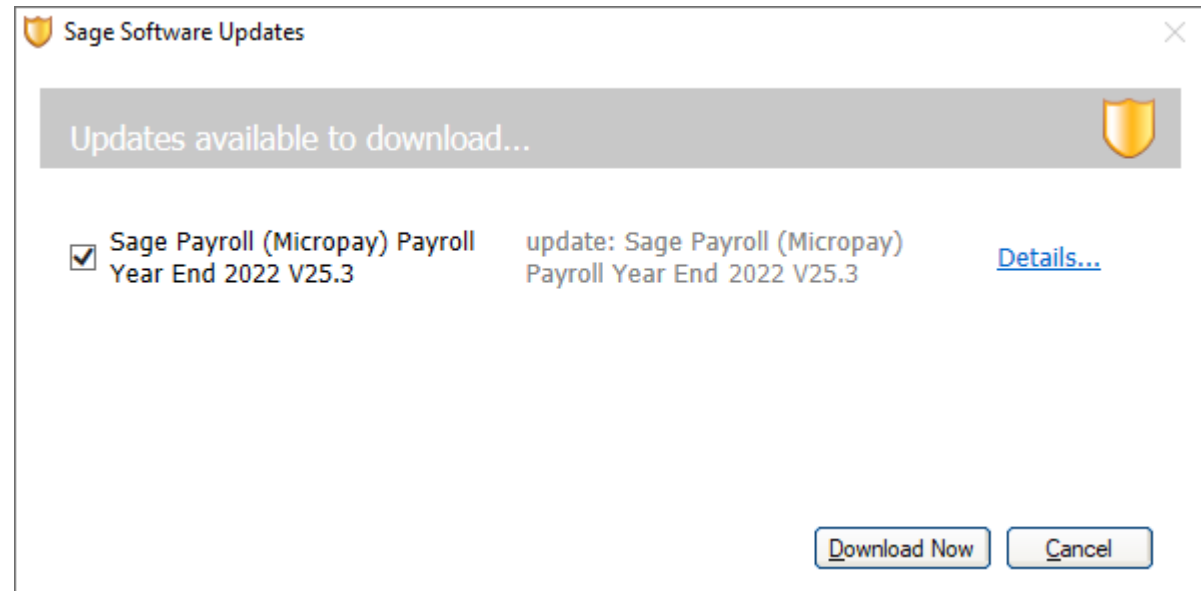 Sage Software Updates
Updates available to download...
Sage Payroll (Micropay) Payroll
Year End 2022 V25.3
update: Sage Payroll (Micropay)
Payroll Year End 2022 V25.3
Details...
Download Now
Cancel